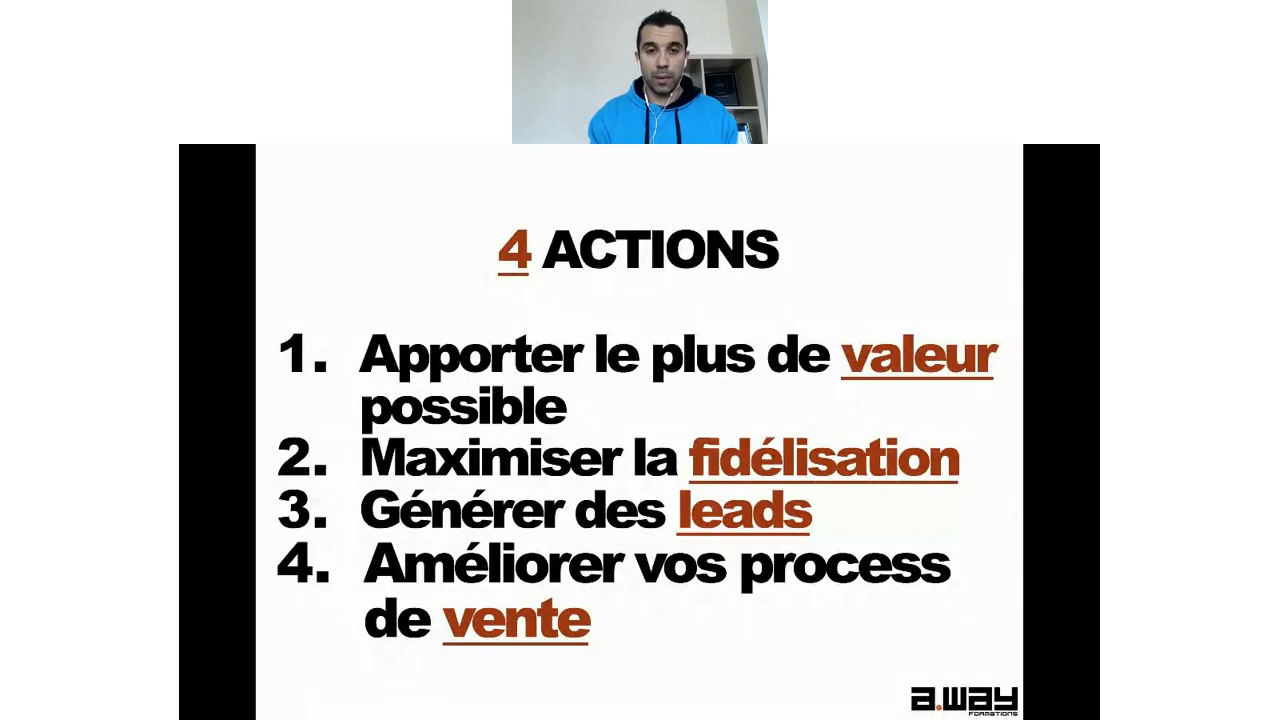 4 ACTIONS
1. Apporter le plus de valeur
possible
2. Maximiser la fidélisation
3. Générer des leads
4. Améliorer vos process
de vente
a.way
FORMATIONS